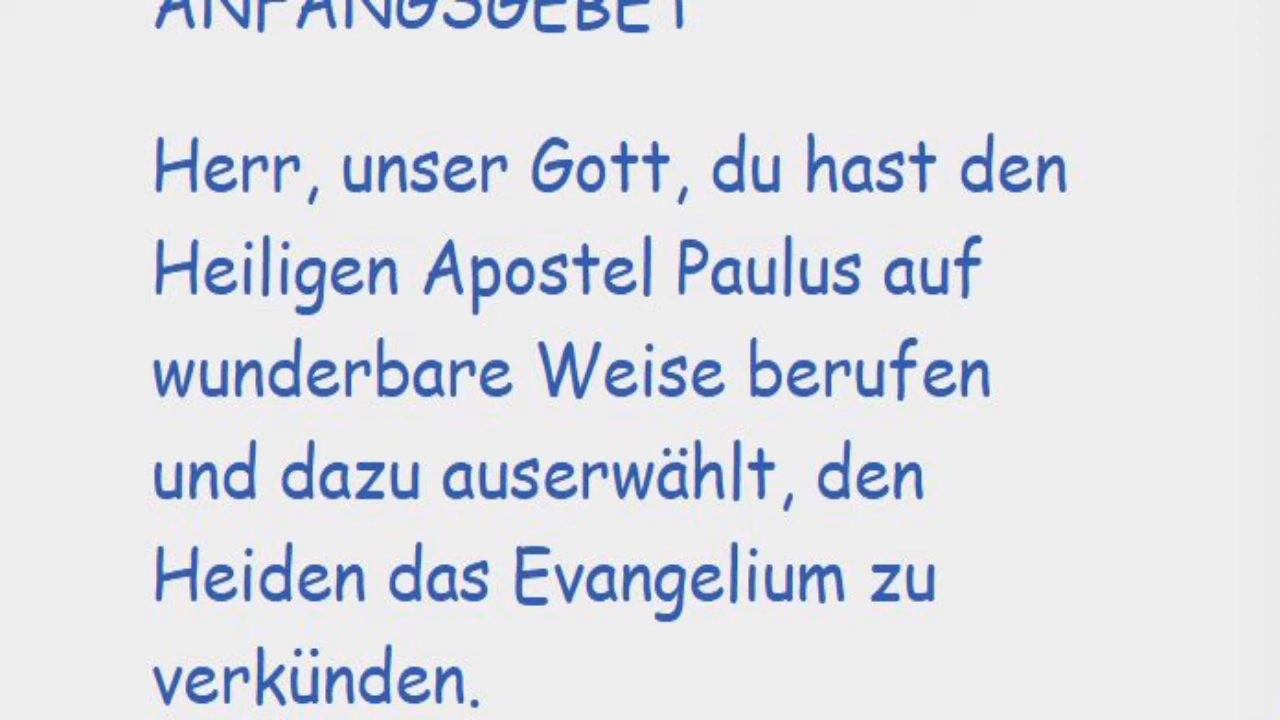 ANFANGSGEBET
Herr, unser Gott, du hast den
Heiligen Apostel Paulus auf
wunderbare Weise berufen
und dazu auserwählt, den
Heiden das Evangelium zu
verkünden.